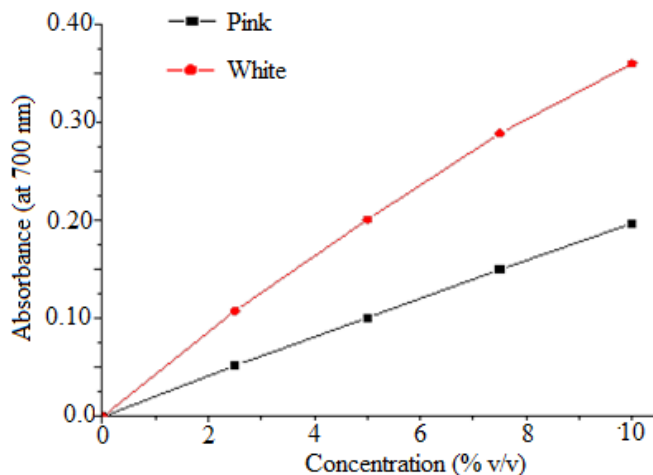 0.40
Pink
White
0.30
0.20
0.10
0.0
Absorbance (at 700 nm)
0 2 4 6 8 10
Concentration (% v/v)